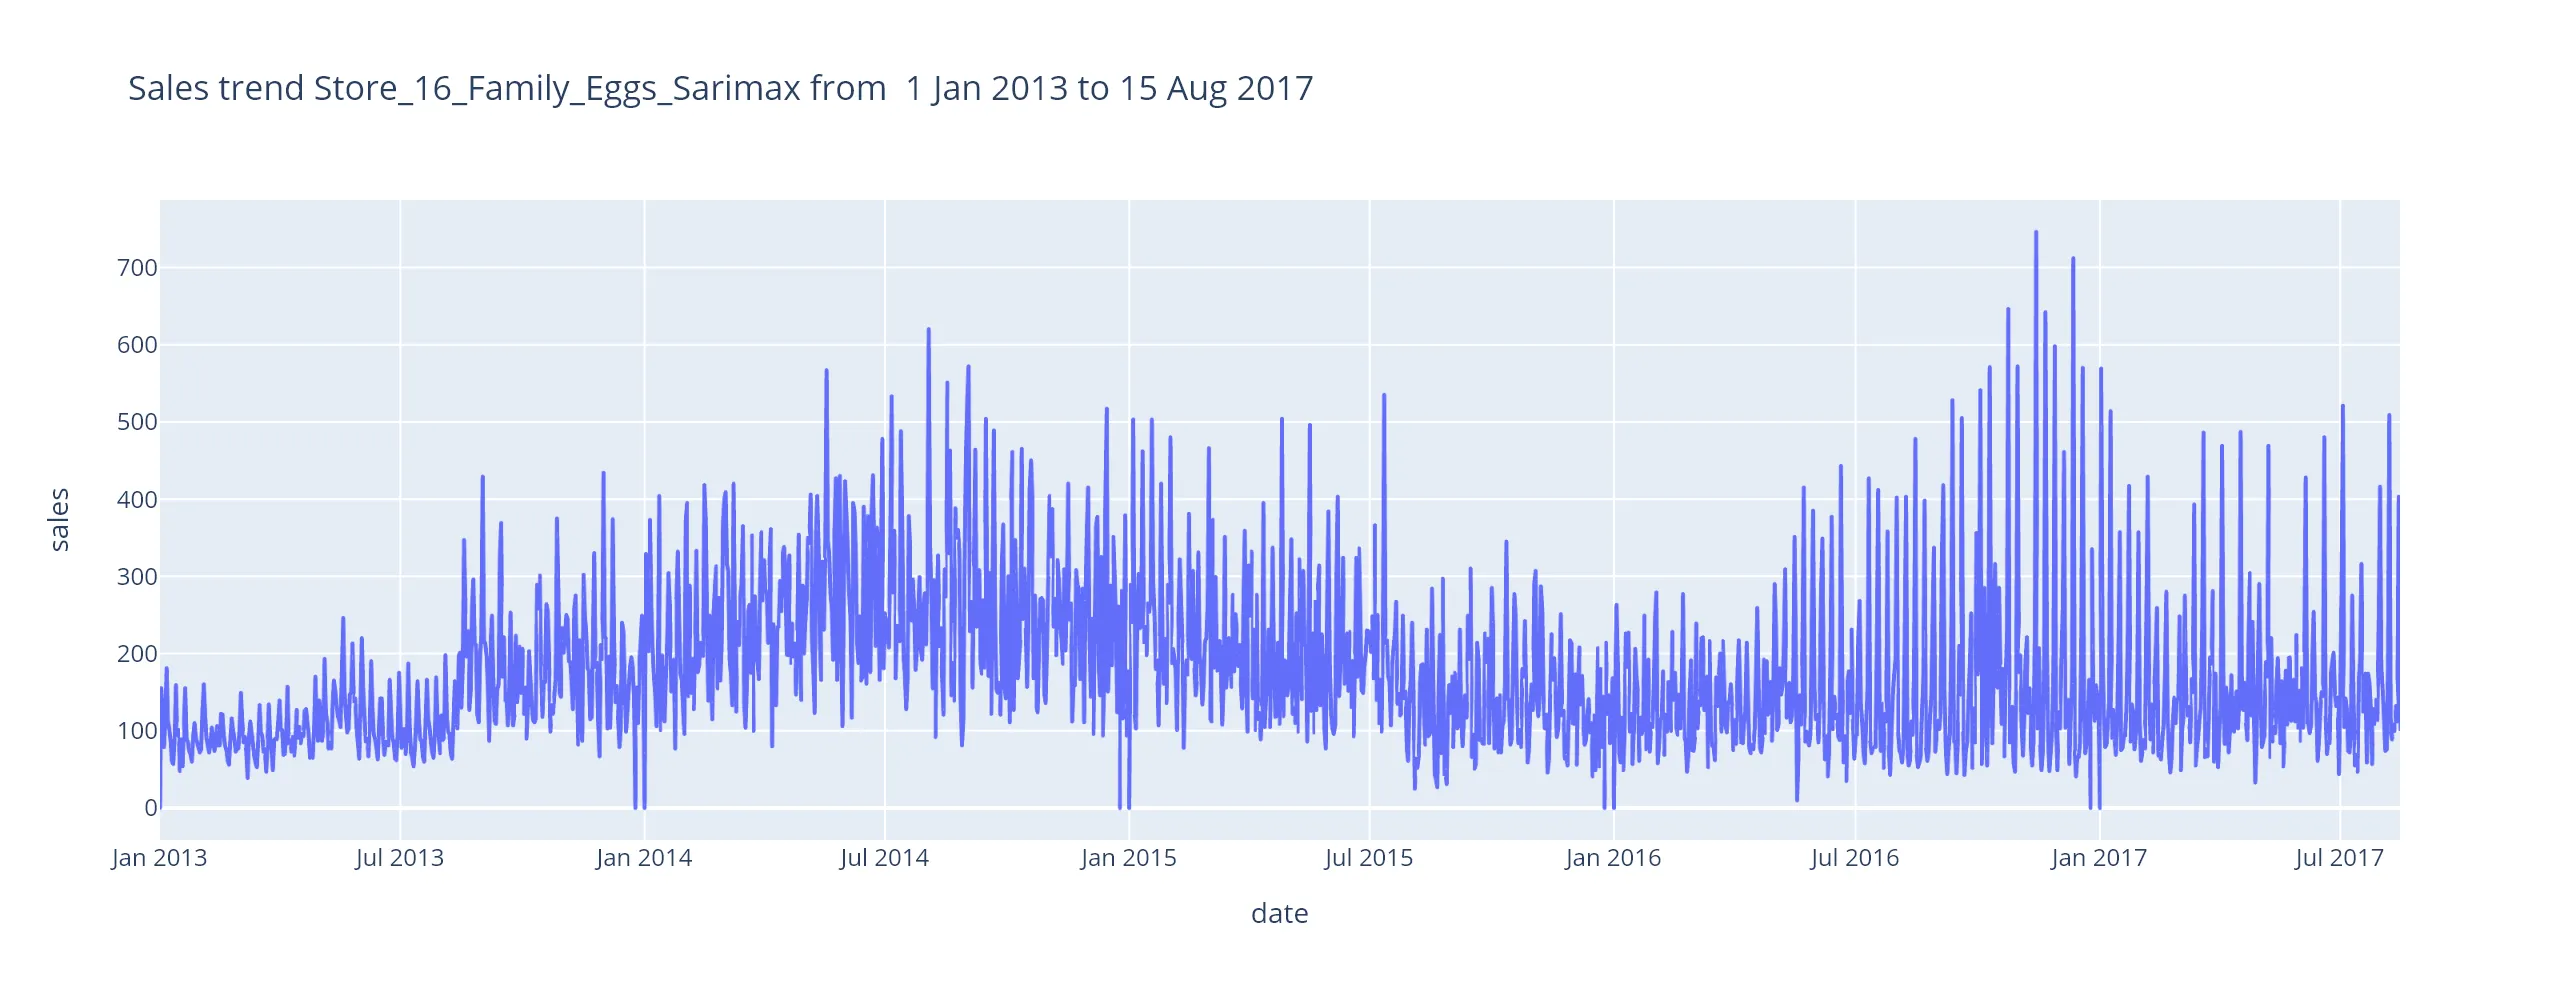 Sales trend Store_16_Family_Eggs_Sarimax from  1 Jan 2013 to 15 Aug 2017
700
600
500
400
300
200
100
0
sales
Jan 2013 Jul 2013 Jan 2014 Jul 2014 Jan 2015 Jul 2015 Jan 2016 Jul 2016 Jan 2017 Jul 2017
date